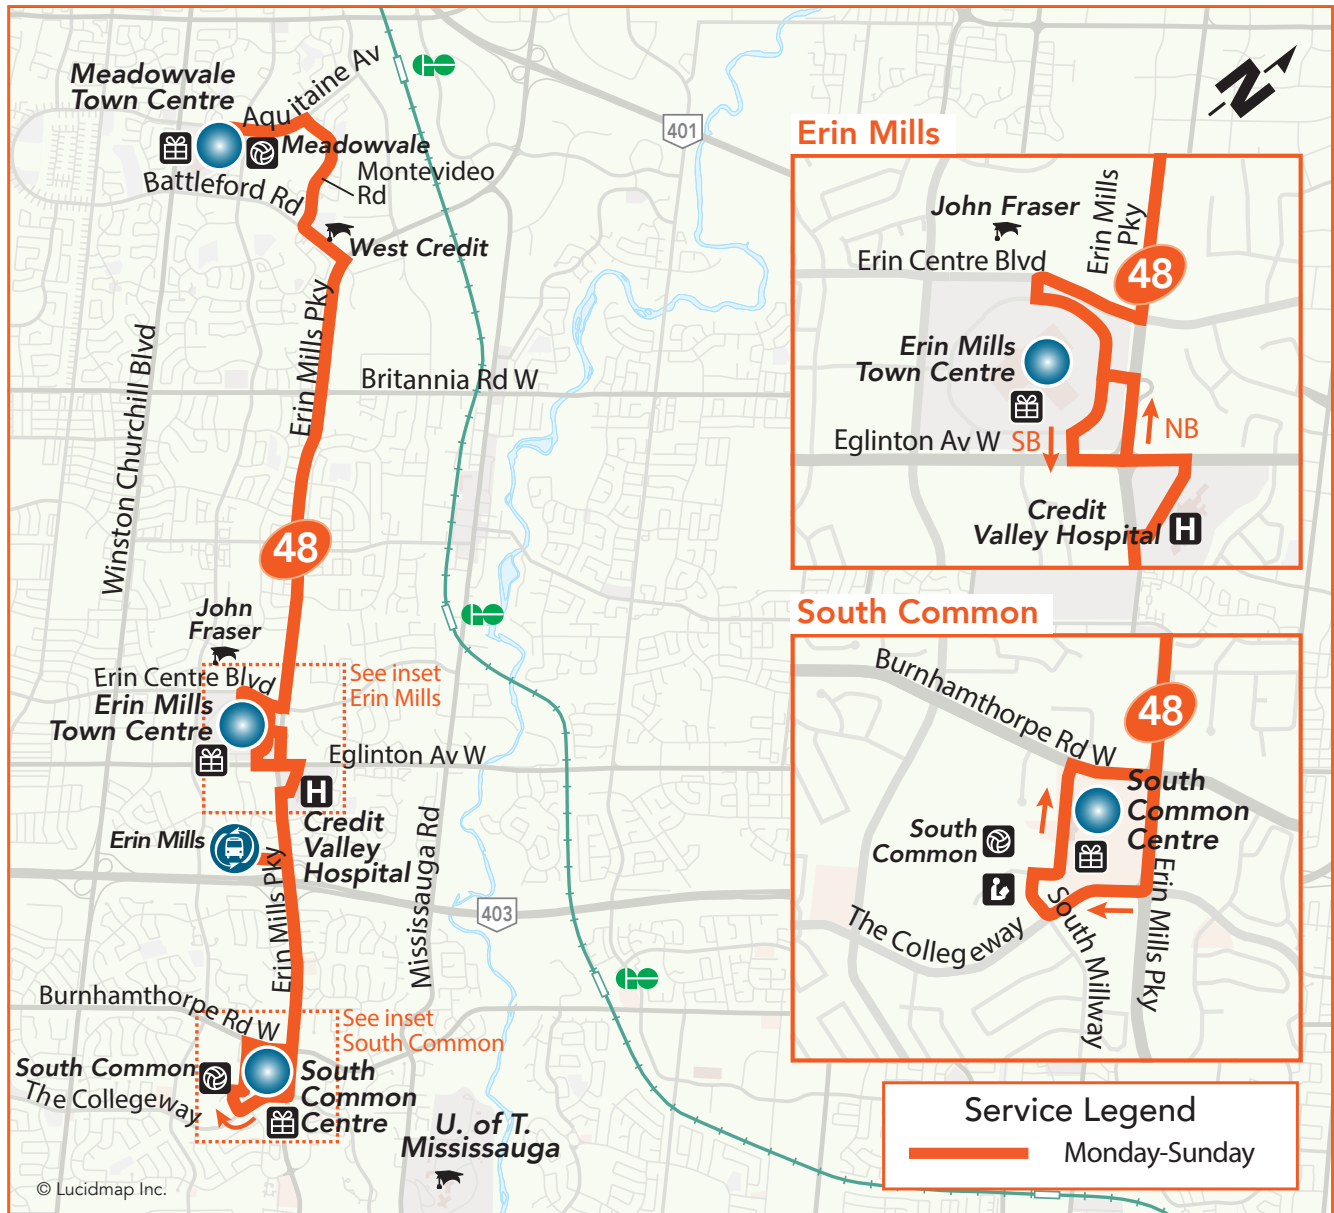 Meadowvale
Town Centre
Aquitaine Av
Meadowvale
Montevideo
Rd
Battleford Rd
West Credit
Erin Mills Pky
Winston Churchill Blvd
Britannia Rd W
401
48
John
Fraser
Erin Centre Blvd
Erin Mills
Town Centre
See inset
Erin Mills
Eglinton Av W
H
Credit
Valley
Hospital
Erin Mills
Erin Mills Pky
Mississauga Rd
403
Burnhamthorpe Rd W
See inset
South Common
South Common
The Collegeway
South
Common
Centre
U. of T.
Mississauga
© Lucidmap Inc.
GO
GO
GO
N
Erin Mills
John Fraser
Erin Centre Blvd
Erin Mills
Pky
48
Erin Mills
Town Centre
Eglinton Av W
SB
NB
Credit
Valley Hospital
H
South Common
Burnhamthorpe Rd W
48
South
Common
Centre
South
Common
The Collegeway
South Millway
Erin Mills Pky
Service Legend
Monday-Sunday